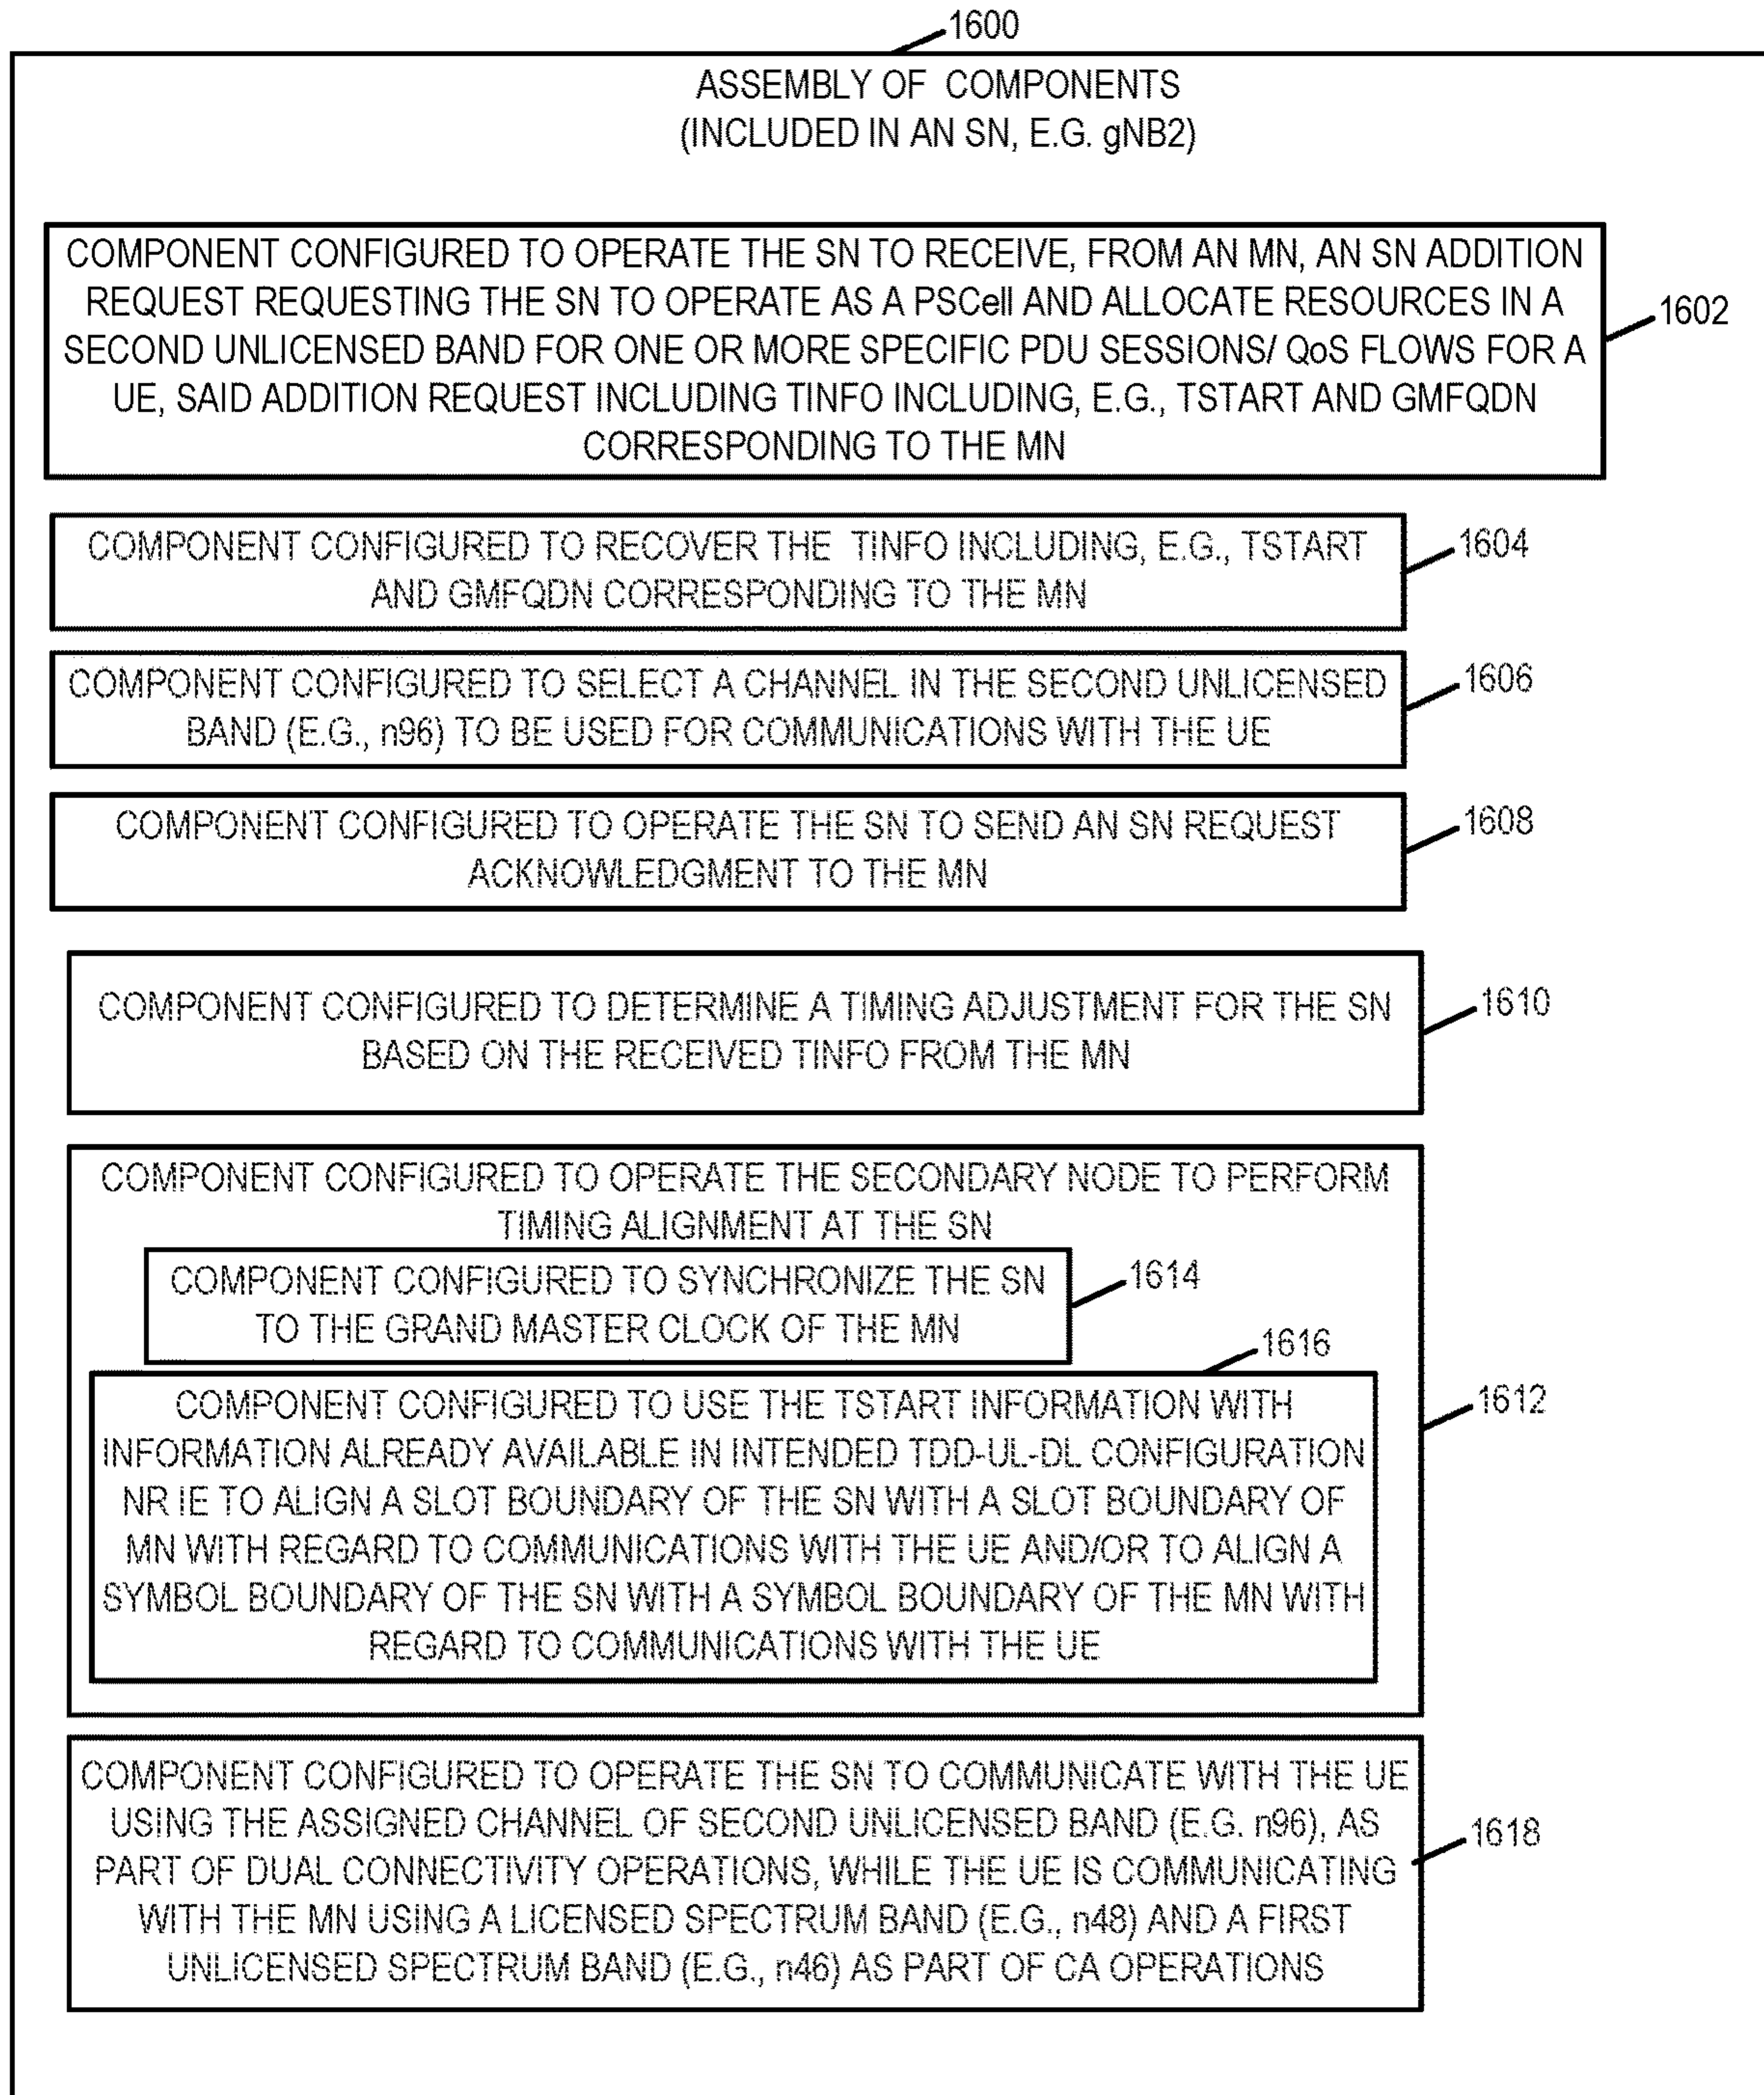 1600
ASSEMBLY OF COMPONENTS
(INCLUDED IN AN SN, E.G. gNB2)
COMPONENT CONFIGURED TO OPERATE THE SN TO RECEIVE, FROM AN MN, AN SN ADDITION
REQUEST REQUESTING THE SN TO OPERATE AS A PSCell AND ALLOCATE RESOURCES IN A
SECOND UNLICENSED BAND FOR ONE OR MORE SPECIFIC PDU SESSIONS/ QoS FLOWS FOR A
UE, SAID ADDITION REQUEST INCLUDING TINFO INCLUDING, E.G., TSTART AND GMFQDN
CORRESPONDING TO THE MN
1602
COMPONENT CONFIGURED TO RECOVER THE TINFO INCLUDING, E.G., TSTART
AND GMFQDN CORRESPONDING TO THE MN
1604
COMPONENT CONFIGURED TO SELECT A CHANNEL IN THE SECOND UNLICENSED
BAND (E.G., n96) TO BE USED FOR COMMUNICATIONS WITH THE UE
1606
COMPONENT CONFIGURED TO OPERATE THE SN TO SEND AN SN REQUEST
ACKNOWLEDGMENT TO THE MN
1608
COMPONENT CONFIGURED TO DETERMINE A TIMING ADJUSTMENT FOR THE SN
BASED ON THE RECEIVED TINFO FROM THE MN
1610
COMPONENT CONFIGURED TO OPERATE THE SECONDARY NODE TO PERFORM
TIMING ALIGNMENT AT THE SN
COMPONENT CONFIGURED TO SYNCHRONIZE THE SN
TO THE GRAND MASTER CLOCK OF THE MN
1614
1616
COMPONENT CONFIGURED TO USE THE TSTART INFORMATION WITH
INFORMATION ALREADY AVAILABLE IN INTENDED TDD-UL-DL CONFIGURATION
NR IE TO ALIGN A SLOT BOUNDARY OF THE SN WITH A SLOT BOUNDARY OF
MN WITH REGARD TO COMMUNICATIONS WITH THE UE AND/OR TO ALIGN A
SYMBOL BOUNDARY OF THE SN WITH A SYMBOL BOUNDARY OF THE MN WITH
REGARD TO COMMUNICATIONS WITH THE UE
1612
COMPONENT CONFIGURED TO OPERATE THE SN TO COMMUNICATE WITH THE UE
USING THE ASSIGNED CHANNEL OF SECOND UNLICENSED BAND (E.G. n96), AS
PART OF DUAL CONNECTIVITY OPERATIONS, WHILE THE UE IS COMMUNICATING
WITH THE MN USING A LICENSED SPECTRUM BAND (E.G., n48) AND A FIRST
UNLICENSED SPECTRUM BAND (E.G., n46) AS PART OF CA OPERATIONS
1618